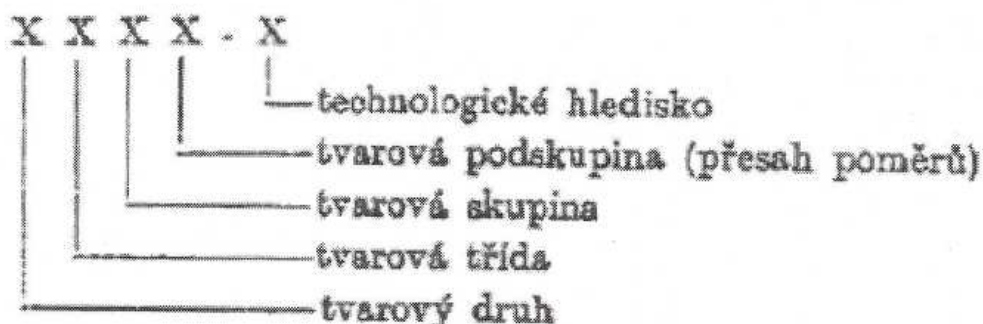 X X X X - X
technologické hledisko
tvarová podskupina (přesah poměrů)
tvarová skupina
tvarová třída
tvarový druh